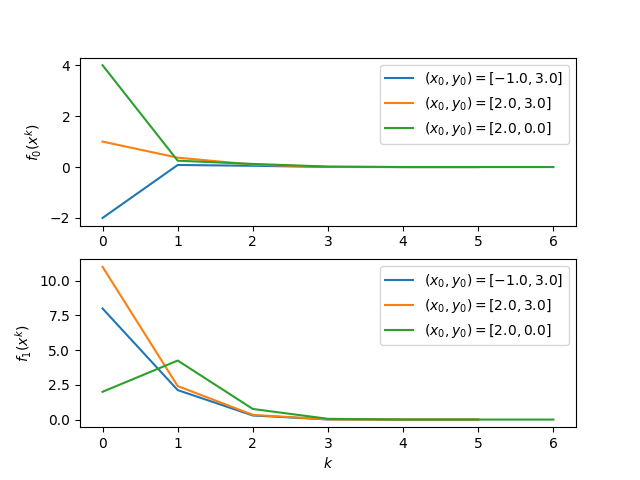 4
2
0
−2
f₀(xᵏ)
(x₀, y₀) = [−1.0, 3.0]
(x₀, y₀) = [2.0, 3.0]
(x₀, y₀) = [2.0, 0.0]
0 1 2 3 4 5 6
10.0
7.5
5.0
2.5
0.0
f₁(xᵏ)
(x₀, y₀) = [−1.0, 3.0]
(x₀, y₀) = [2.0, 3.0]
(x₀, y₀) = [2.0, 0.0]
0 1 2 3 4 5 6
k